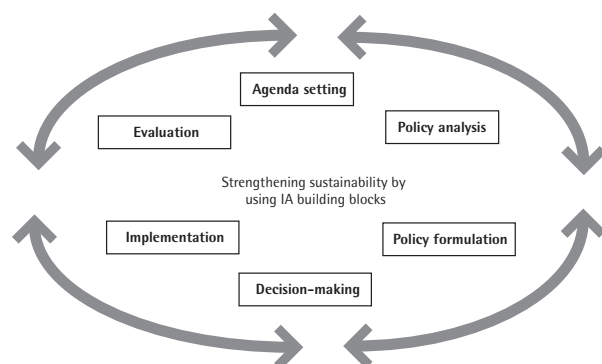 Agenda setting
Evaluation
Policy analysis
Strengthening sustainability by
using IA building blocks
Implementation
Policy formulation
Decision-making